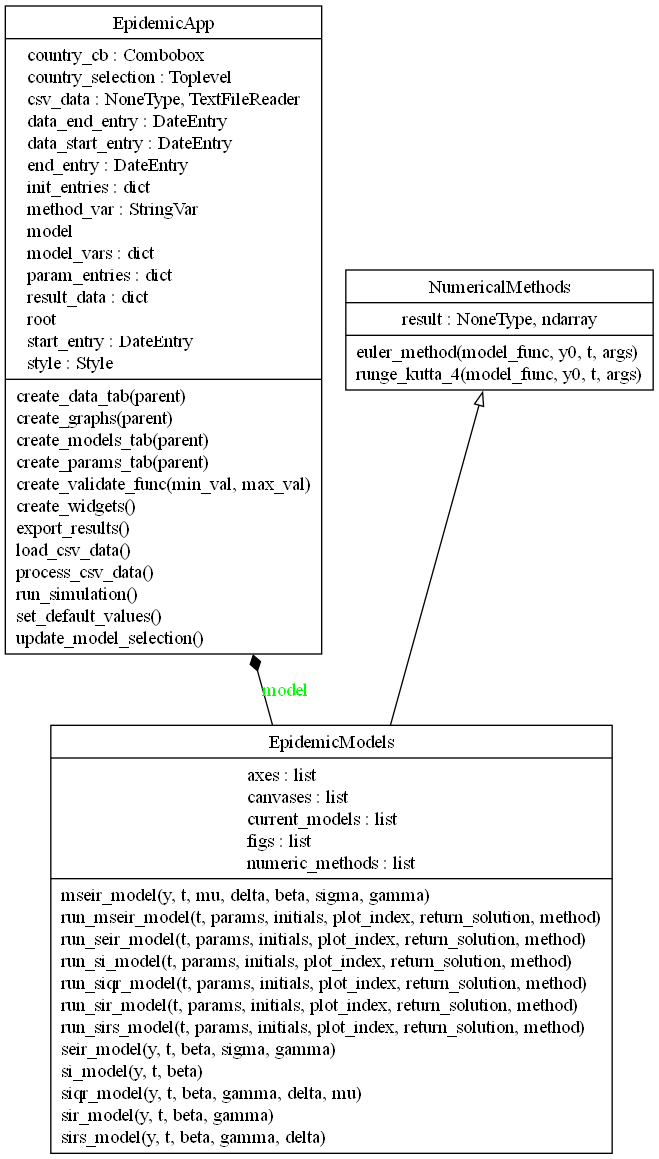 EpidemicApp
country_cb : Combobox
country_selection : Toplevel
csv_data : NoneType, TextFileReader
data_end_entry : DateEntry
data_start_entry : DateEntry
end_entry : DateEntry
init_entries : dict
method_var : StringVar
model
model_vars : dict
param_entries : dict
result_data : dict
root
start_entry : DateEntry
style : Style
create_data_tab(parent)
create_graphs(parent)
create_models_tab(parent)
create_params_tab(parent)
create_validate_func(min_val, max_val)
create_widgets()
export_results()
load_csv_data()
process_csv_data()
run_simulation()
set_default_values()
update_model_selection()
NumericalMethods
result : NoneType, ndarray
euler_method(model_func, y0, t, args)
runge_kutta_4(model_func, y0, t, args)
model
EpidemicModels
axes : list
canvases : list
current_models : list
figs : list
numeric_methods : list
mseir_model(y, t, mu, delta, beta, sigma, gamma)
run_mseir_model(t, params, initials, plot_index, return_solution, method)
run_seir_model(t, params, initials, plot_index, return_solution, method)
run_si_model(t, params, initials, plot_index, return_solution, method)
run_siqr_model(t, params, initials, plot_index, return_solution, method)
run_sir_model(t, params, initials, plot_index, return_solution, method)
run_sirs_model(t, params, initials, plot_index, return_solution, method)
seir_model(y, t, beta, sigma, gamma)
si_model(y, t, beta)
siqr_model(y, t, beta, gamma, delta, mu)
sir_model(y, t, beta, gamma)
sirs_model(y, t, beta, gamma, delta)